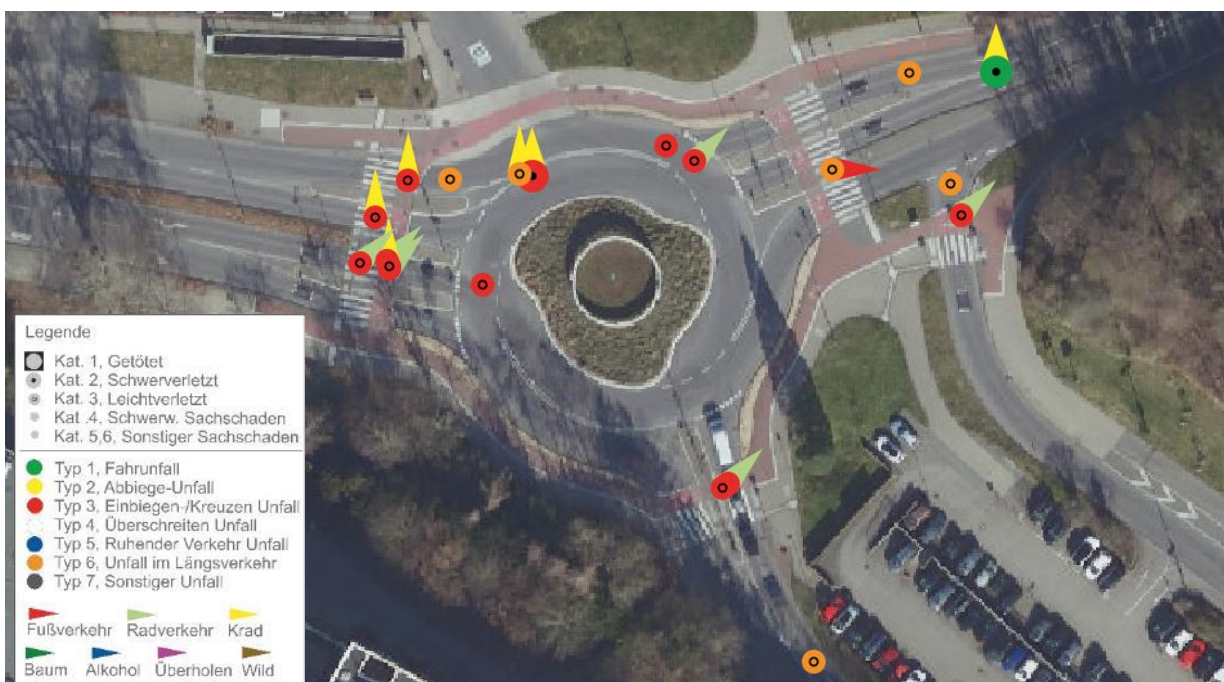 Legende
Kat. 1, Getötet
Kat. 2, Schwerverletzt
Kat. 3, Leichtverletzt
Kat .4, Schwerw. Sachschaden
Kat. 5,6, Sonstiger Sachschaden
Typ 1, Fahrunfall
Typ 2, Abbiege-Unfall
Typ 3, Einbiegen-/Kreuzen Unfall
Typ 4, Überschreiten Unfall
Typ 5, Ruhender Verkehr Unfall
Typ 6, Unfall im Längsverkehr
Typ 7, Sonstiger Unfall
Fußverkehr Radverkehr Krad
Baum Alkohol Überholen Wild